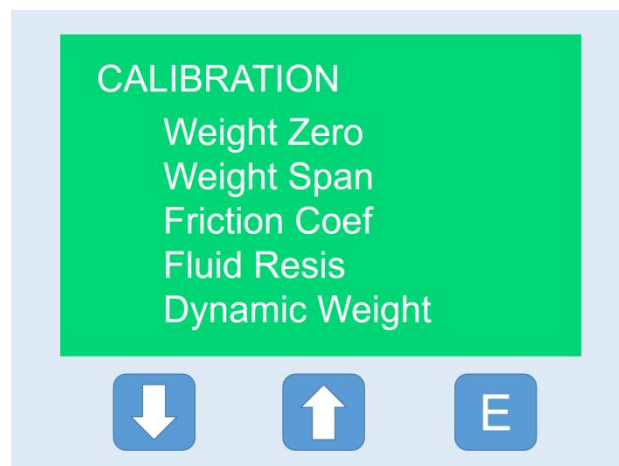 CALIBRATION
Weight Zero
Weight Span
Friction Coef
Fluid Resis
Dynamic Weight
E